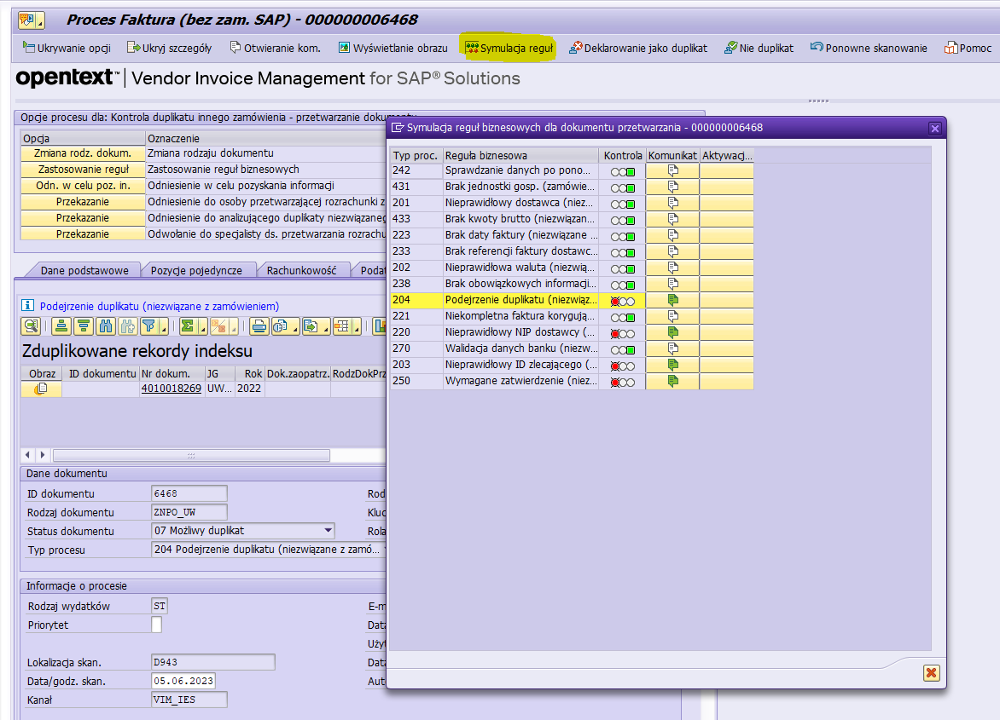 Proces Faktura (bez zam. SAP) - 000000006468
Ukrywanie opcji Ukryj szczegóły Otwieranie kom. Wyświetlanie obrazu Symulacja reguł Deklarowanie jako duplikat Nie duplikat Ponowne skanowanie Pomoc
opentext™ | Vendor Invoice Management for SAP® Solutions
Opcje procesu dla: Kontrola duplikatu innego zamówienia - przetwarzanie dokumentu
Opcja Oznaczenie
Zmiana rodz. dokum. Zmiana rodzaju dokumentu
Zastosowanie reguł Zastosowanie reguł biznesowych
Odn. w celu poz. in. Odniesienie w celu pozyskania informacji
Przekazanie Odniesienie do osoby przetwarzającej rozrachunki z
Przekazanie Odniesienie do analizującego duplikaty niezwiązaneg
Przekazanie Odwołanie do specjalisty ds. przetwarzania rozrachu
Dane podstawowe Pozycje pojedyncze Rachunkowość Podat
Podejrzenie duplikatu (niezwiązane z zamówieniem)
Zduplikowane rekordy indeksu
Obraz ID dokumentu Nr dokum. JG Rok Dok.zaopatrz. RodzDokPrz
4010018269 UW... 2022
Dane dokumentu
ID dokumentu 6468 Rod
Rodzaj dokumentu ZNPO_UW Kluc
Status dokumentu 07 Możliwy duplikat Rola
Typ procesu 204 Podejrzenie duplikatu (niezwiązane z zamó...
Informacje o procesie
Rodzaj wydatków ST E-m
Priorytet Data
Użyt
Lokalizacja skan. D943 Data
Data/godz. skan. 05.06.2023 Aut
Kanał VIM_IES
Symulacja reguł biznesowych dla dokumentu przetwarzania - 000000006468
Typ proc. Reguła biznesowa Kontrola Komunikat Aktywacj...
242 Sprawdzanie danych po pono...
431 Brak jednostki gosp. (zamówie...
201 Nieprawidłowy dostawca (niez...
433 Brak kwoty brutto (niezwiązan...
223 Brak daty faktury (niezwiązane ...
233 Brak referencji faktury dostawc...
202 Nieprawidłowa waluta (niezwią...
238 Brak obowiązkowych informacji...
204 Podejrzenie duplikatu (niezwiąz...
221 Niekompletna faktura korygują...
220 Nieprawidłowy NIP dostawcy (...
270 Walidacja danych banku (niezw...
203 Nieprawidłowy ID zlecającego (...
250 Wymagane zatwierdzenie (niez...